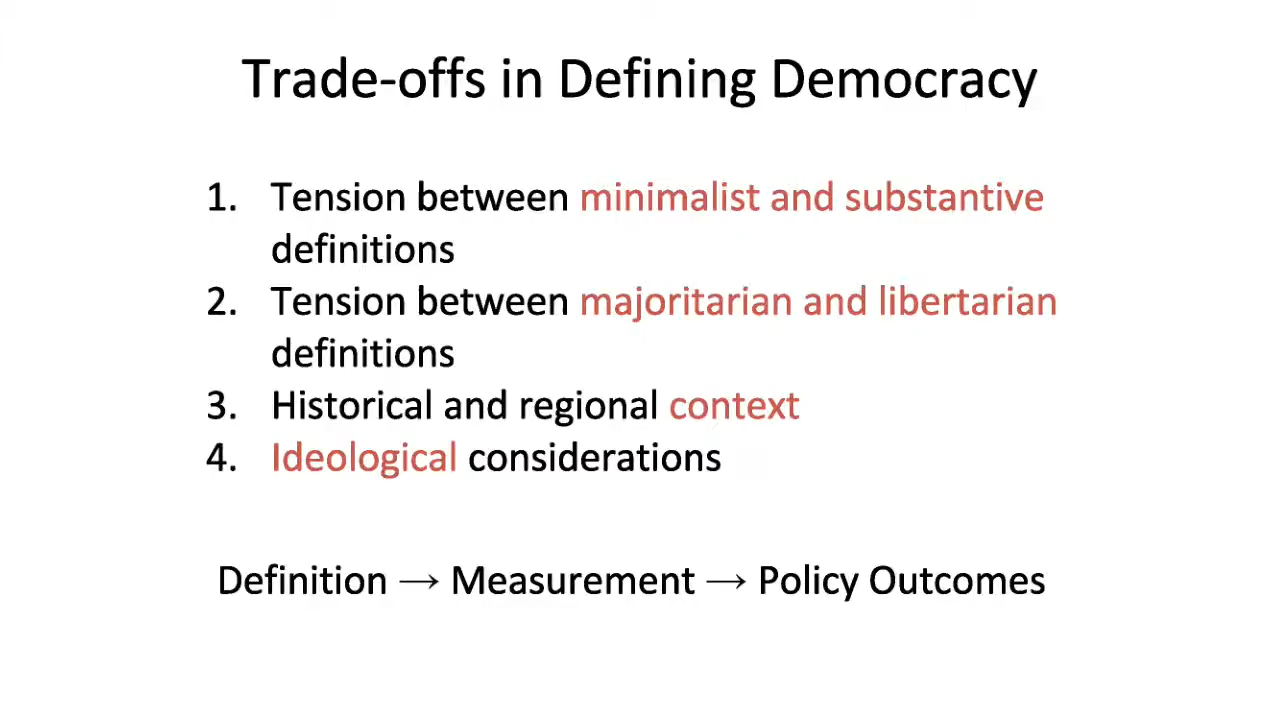 Trade-offs in Defining Democracy
1. Tension between minimalist and substantive
definitions
2. Tension between majoritarian and libertarian
definitions
3. Historical and regional context
4. Ideological considerations
Definition → Measurement → Policy Outcomes